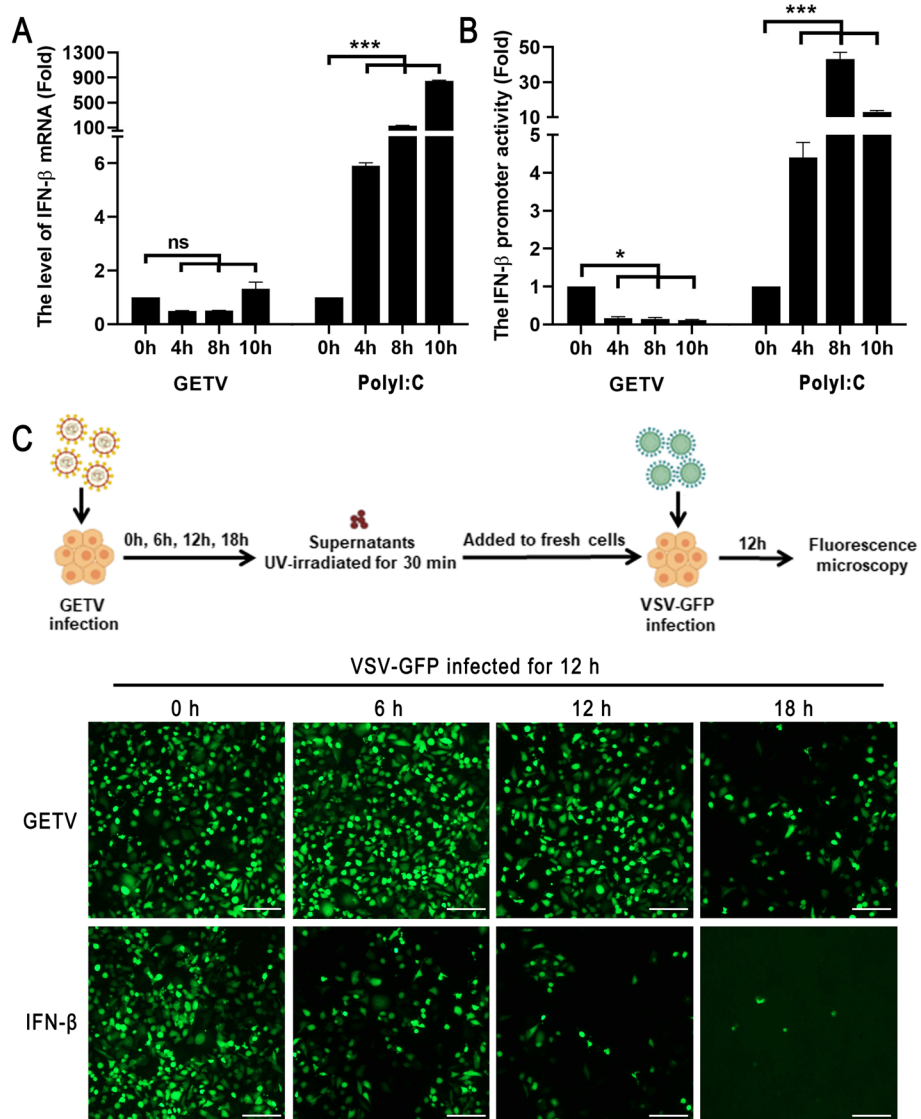 A
The level of IFN-β mRNA (Fold)
1300
900
500
100
6
4
2
0
ns
***
0h 4h 8h 10h 0h 4h 8h 10h
GETV PolyI:C
B
The IFN-β promoter activity (Fold)
50
30
10
5
4
3
2
1
0
*
***
0h 4h 8h 10h 0h 4h 8h 10h
GETV PolyI:C
C
GETV
infection
0h, 6h, 12h, 18h
Supernatants
UV-irradiated for 30 min
Added to fresh cells
VSV-GFP
infection
12h
Fluorescence
microscopy
VSV-GFP infected for 12 h
0 h 6 h 12 h 18 h
GETV
IFN-β